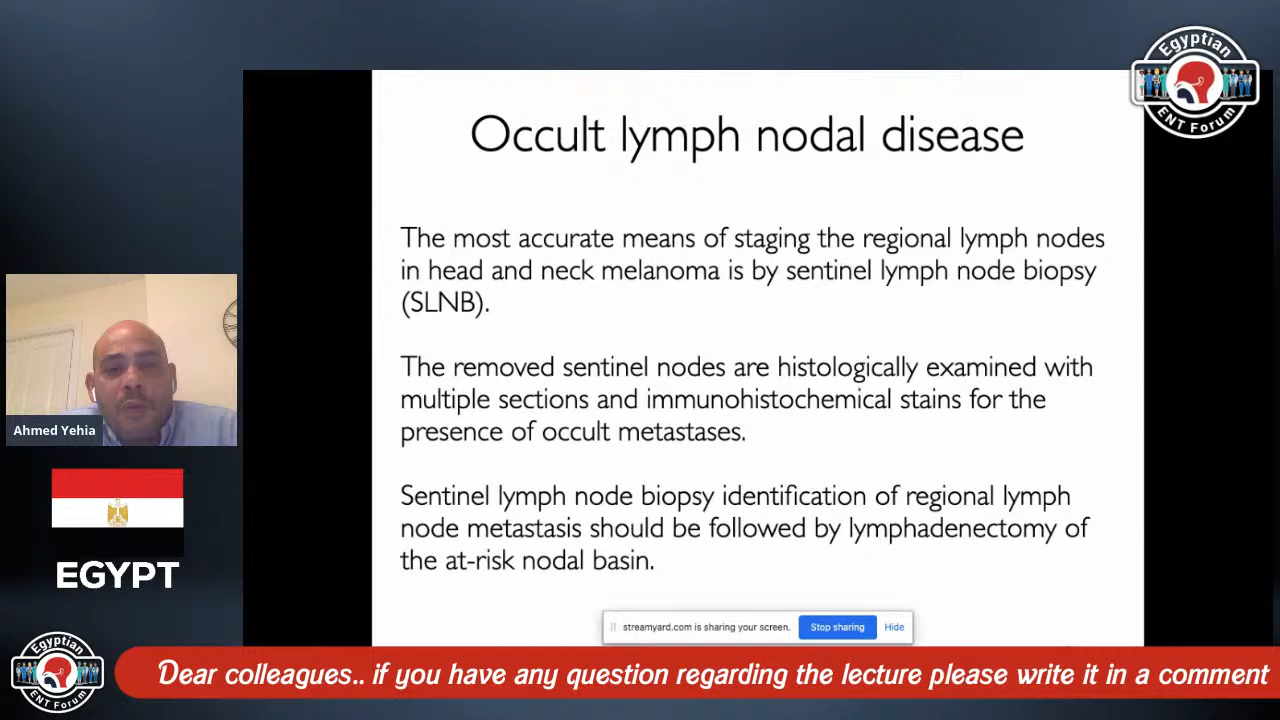 Egyptian
ENT Forum
Occult lymph nodal disease
The most accurate means of staging the regional lymph nodes
in head and neck melanoma is by sentinel lymph node biopsy
(SLNB).
The removed sentinel nodes are histologically examined with
multiple sections and immunohistochemical stains for the
presence of occult metastases.
Sentinel lymph node biopsy identification of regional lymph
node metastasis should be followed by lymphadenectomy of
the at-risk nodal basin.
Ahmed Yehia
EGYPT
streamyard.com is sharing your screen. Stop sharing Hide
Egyptian
ENT Forum
Dear colleagues.. if you have any question regarding the lecture please write it in a comment